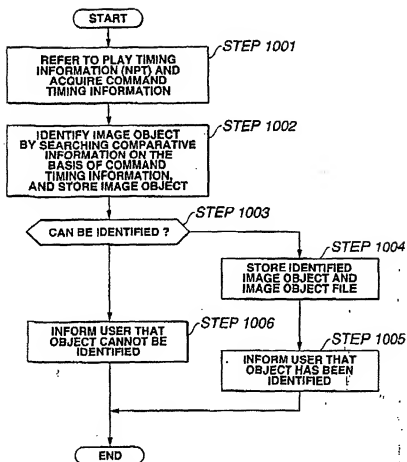 START
STEP 1001
REFER TO PLAY TIMING
INFORMATION (NPT) AND
ACQUIRE COMMAND
TIMING INFORMATION
STEP 1002
IDENTIFY IMAGE OBJECT
BY SEARCHING COMPARATIVE
INFORMATION ON THE
BASIS OF COMMAND
TIMING INFORMATION,
AND STORE IMAGE OBJECT
STEP 1003
CAN BE IDENTIFIED ?
STEP 1004
STORE IDENTIFIED
IMAGE OBJECT AND
IMAGE OBJECT FILE
STEP 1006
INFORM USER THAT
OBJECT CANNOT BE
IDENTIFIED
STEP 1005
INFORM USER THAT
OBJECT HAS BEEN
IDENTIFIED
END